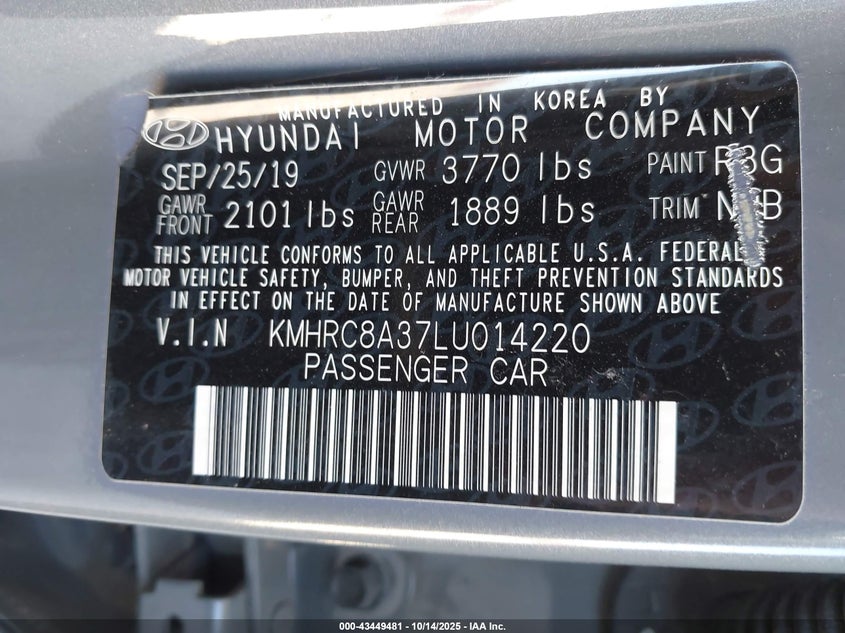 MANUFACTURED IN KOREA BY
HYUNDAI MOTOR COMPANY
SEP/25/19 GVWR 3770 lbs PAINT
GAWR FRONT 2101 lbs GAWR REAR 1889 lbs TRIM
THIS VEHICLE CONFORMS TO ALL APPLICABLE U.S.A. FEDERAL
MOTOR VEHICLE SAFETY, BUMPER, AND THEFT PREVENTION STANDARDS
IN EFFECT ON THE DATE OF MANUFACTURE SHOWN ABOVE
V.I.N KMHRC8A37LU014220
PASSENGER CAR
000-43449481 - 10/14/2025 - IAA Inc.